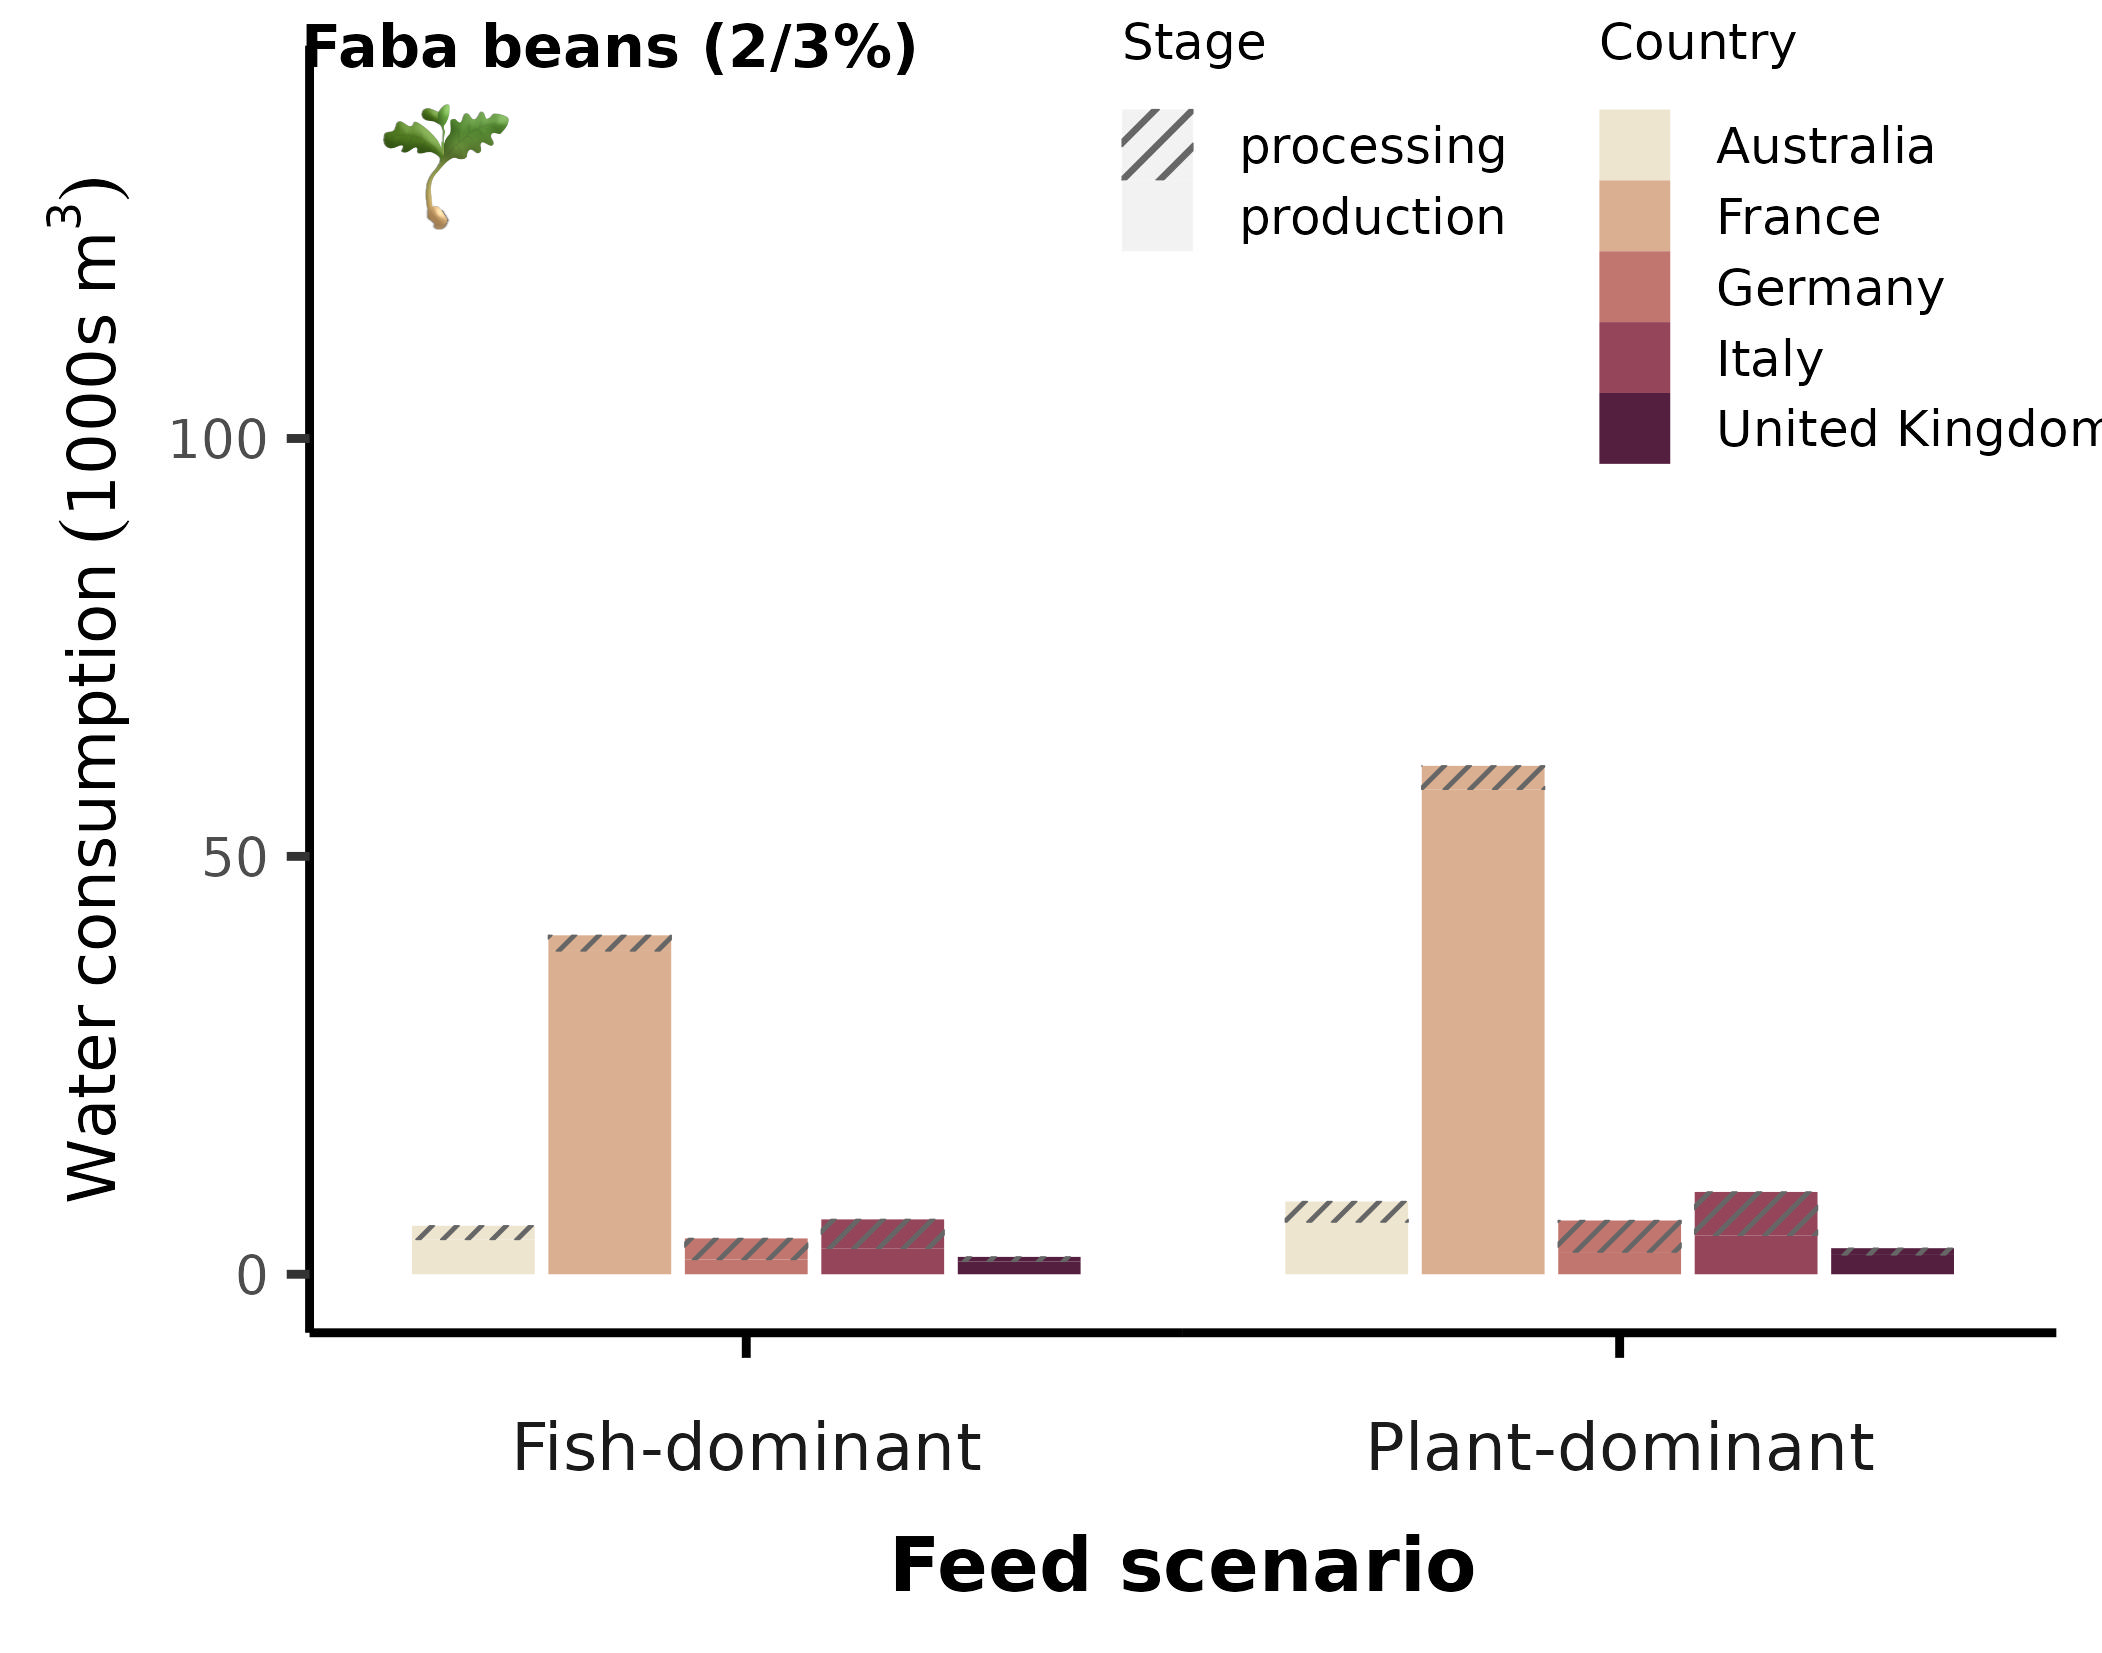 Faba beans (2/3%)
Stage
processing
production
Country
Australia
France
Germany
Italy
United Kingdom
Water consumption (1000s m³)
100
50
0
Fish-dominant
Plant-dominant
Feed scenario